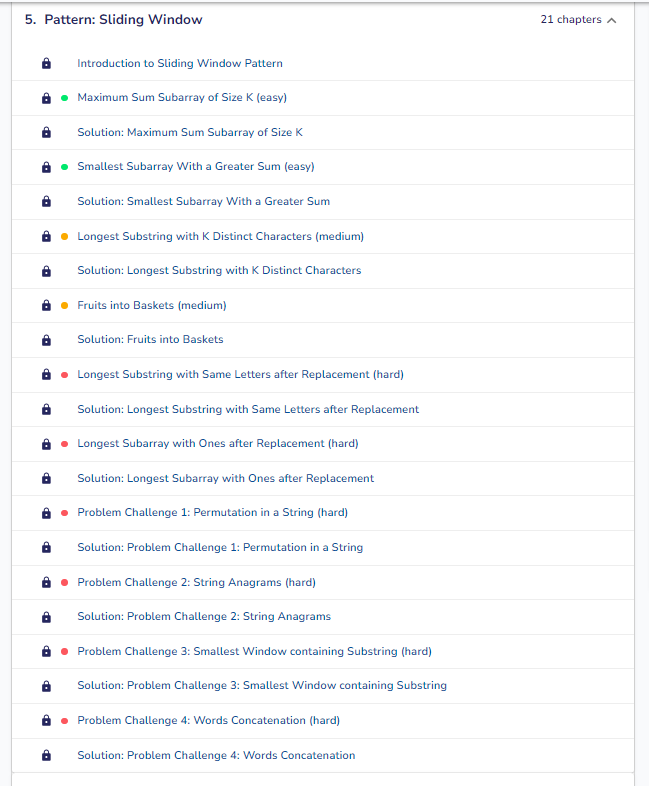 5. Pattern: Sliding Window 21 chapters
Introduction to Sliding Window Pattern
Maximum Sum Subarray of Size K (easy)
Solution: Maximum Sum Subarray of Size K
Smallest Subarray With a Greater Sum (easy)
Solution: Smallest Subarray With a Greater Sum
Longest Substring with K Distinct Characters (medium)
Solution: Longest Substring with K Distinct Characters
Fruits into Baskets (medium)
Solution: Fruits into Baskets
Longest Substring with Same Letters after Replacement (hard)
Solution: Longest Substring with Same Letters after Replacement
Longest Subarray with Ones after Replacement (hard)
Solution: Longest Subarray with Ones after Replacement
Problem Challenge 1: Permutation in a String (hard)
Solution: Problem Challenge 1: Permutation in a String
Problem Challenge 2: String Anagrams (hard)
Solution: Problem Challenge 2: String Anagrams
Problem Challenge 3: Smallest Window containing Substring (hard)
Solution: Problem Challenge 3: Smallest Window containing Substring
Problem Challenge 4: Words Concatenation (hard)
Solution: Problem Challenge 4: Words Concatenation